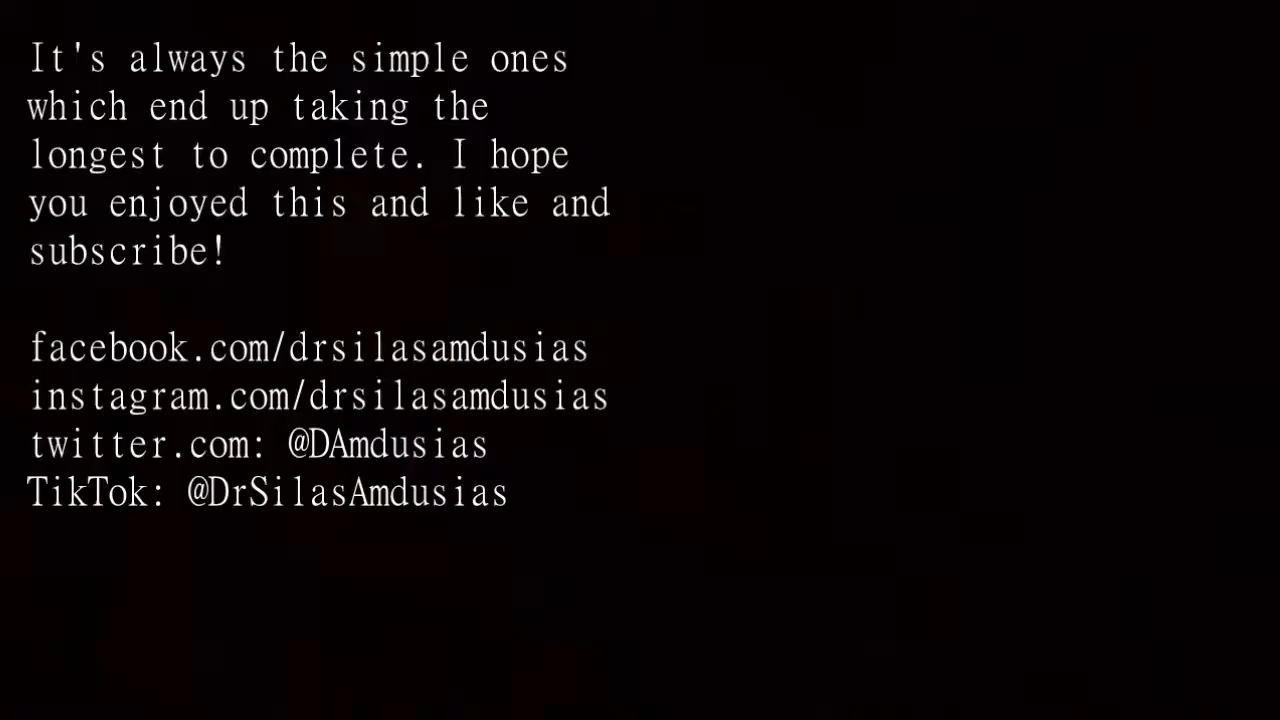 It's always the simple ones
which end up taking the
longest to complete. I hope
you enjoyed this and like and
subscribe!
facebook.com/drsilasamdusias
instagram.com/drsilasamdusias
twitter.com: @DAmdusias
TikTok: @DrSilasAmdusias